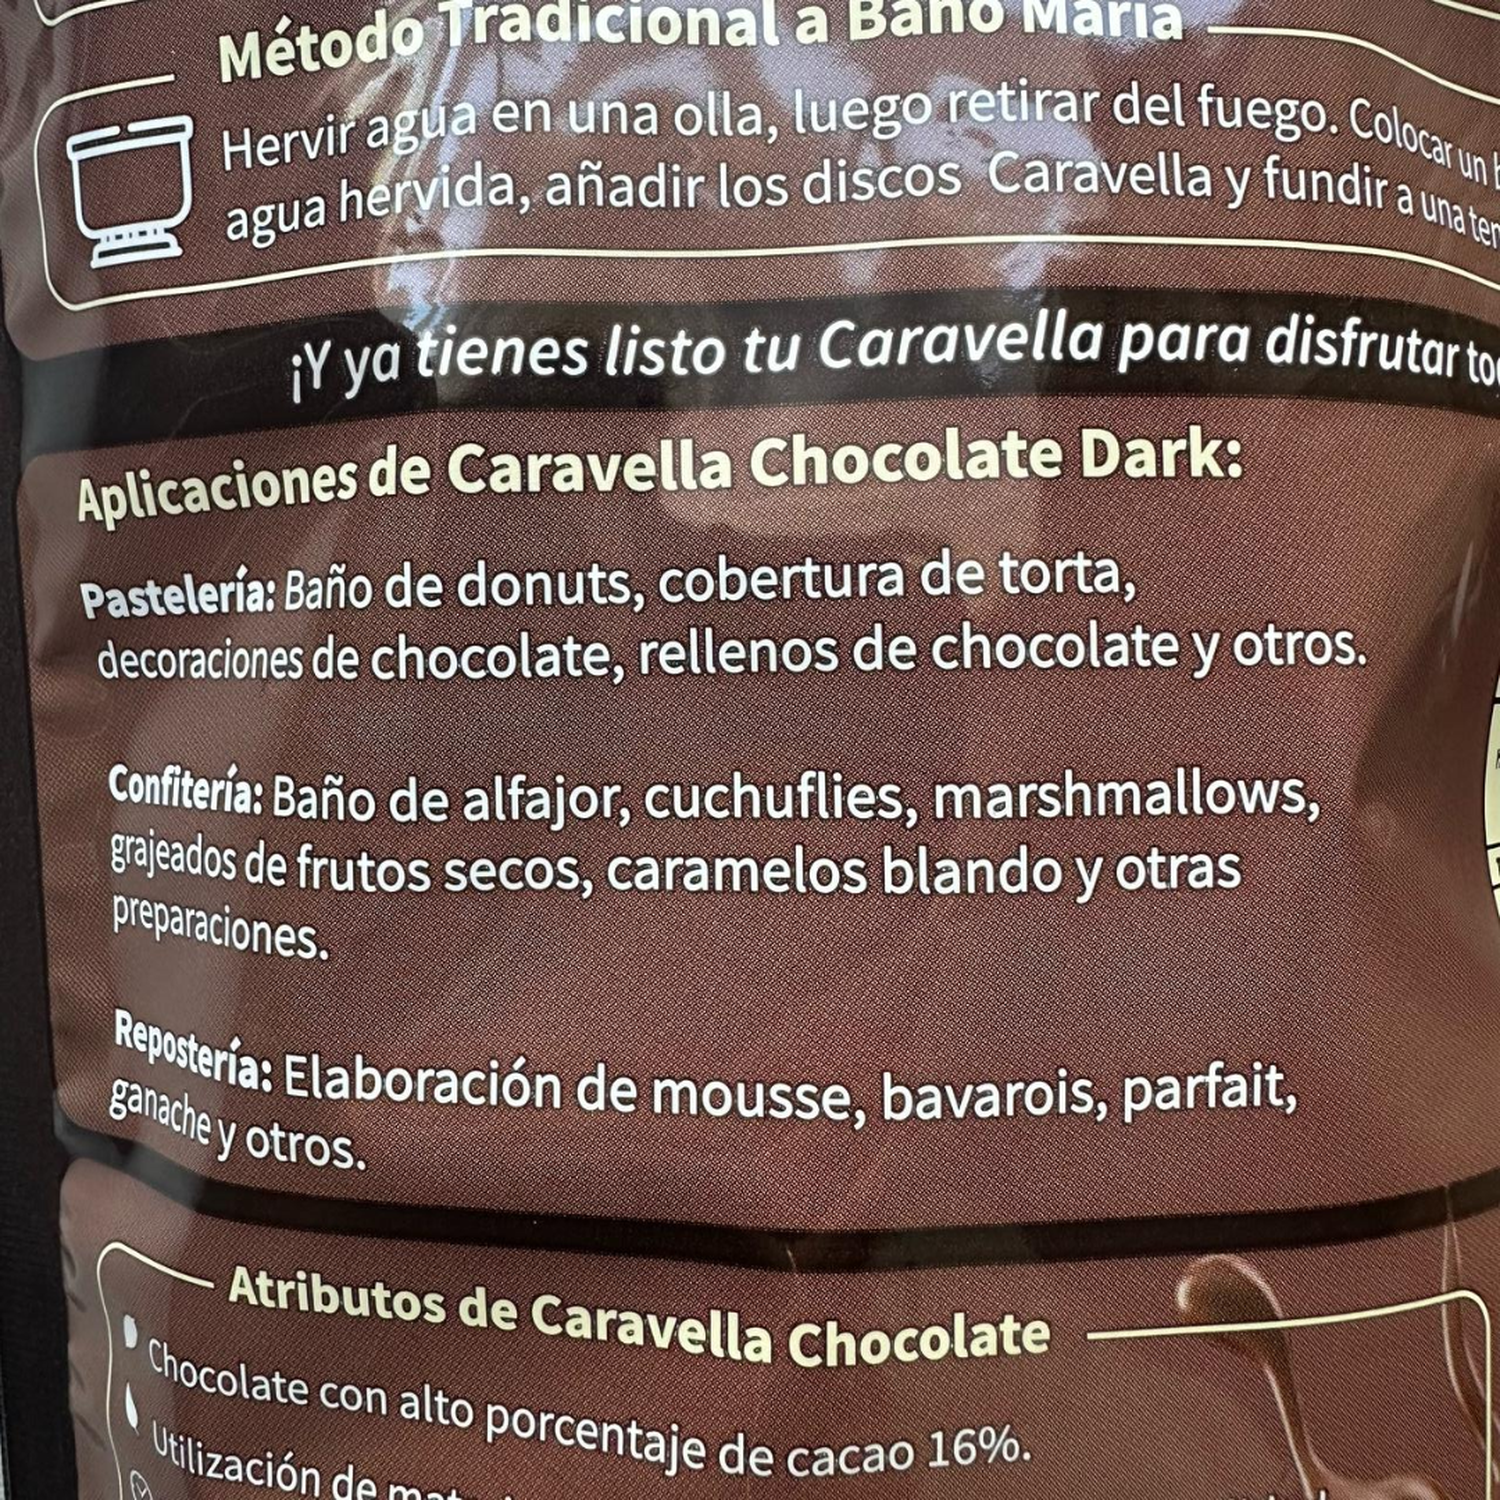 Método Tradicional a Baño María
Hervir agua en una olla, luego retirar del fuego. Colocar un
agua hervida, añadir los discos Caravella y fundir a una
¡Y ya tienes listo tu Caravella para disfrutar
Aplicaciones de Caravella Chocolate Dark:
Pastelería: Baño de donuts, cobertura de torta,
decoraciones de chocolate, rellenos de chocolate y otros.
Confitería: Baño de alfajor, cuchuflies, marshmallows,
grajeados de frutos secos, caramelos blando y otras
preparaciones.
Repostería: Elaboración de mousse, bavarois, parfait,
ganache y otros.
Atributos de Caravella Chocolate
Chocolate con alto porcentaje de cacao 16%.
Utilización de